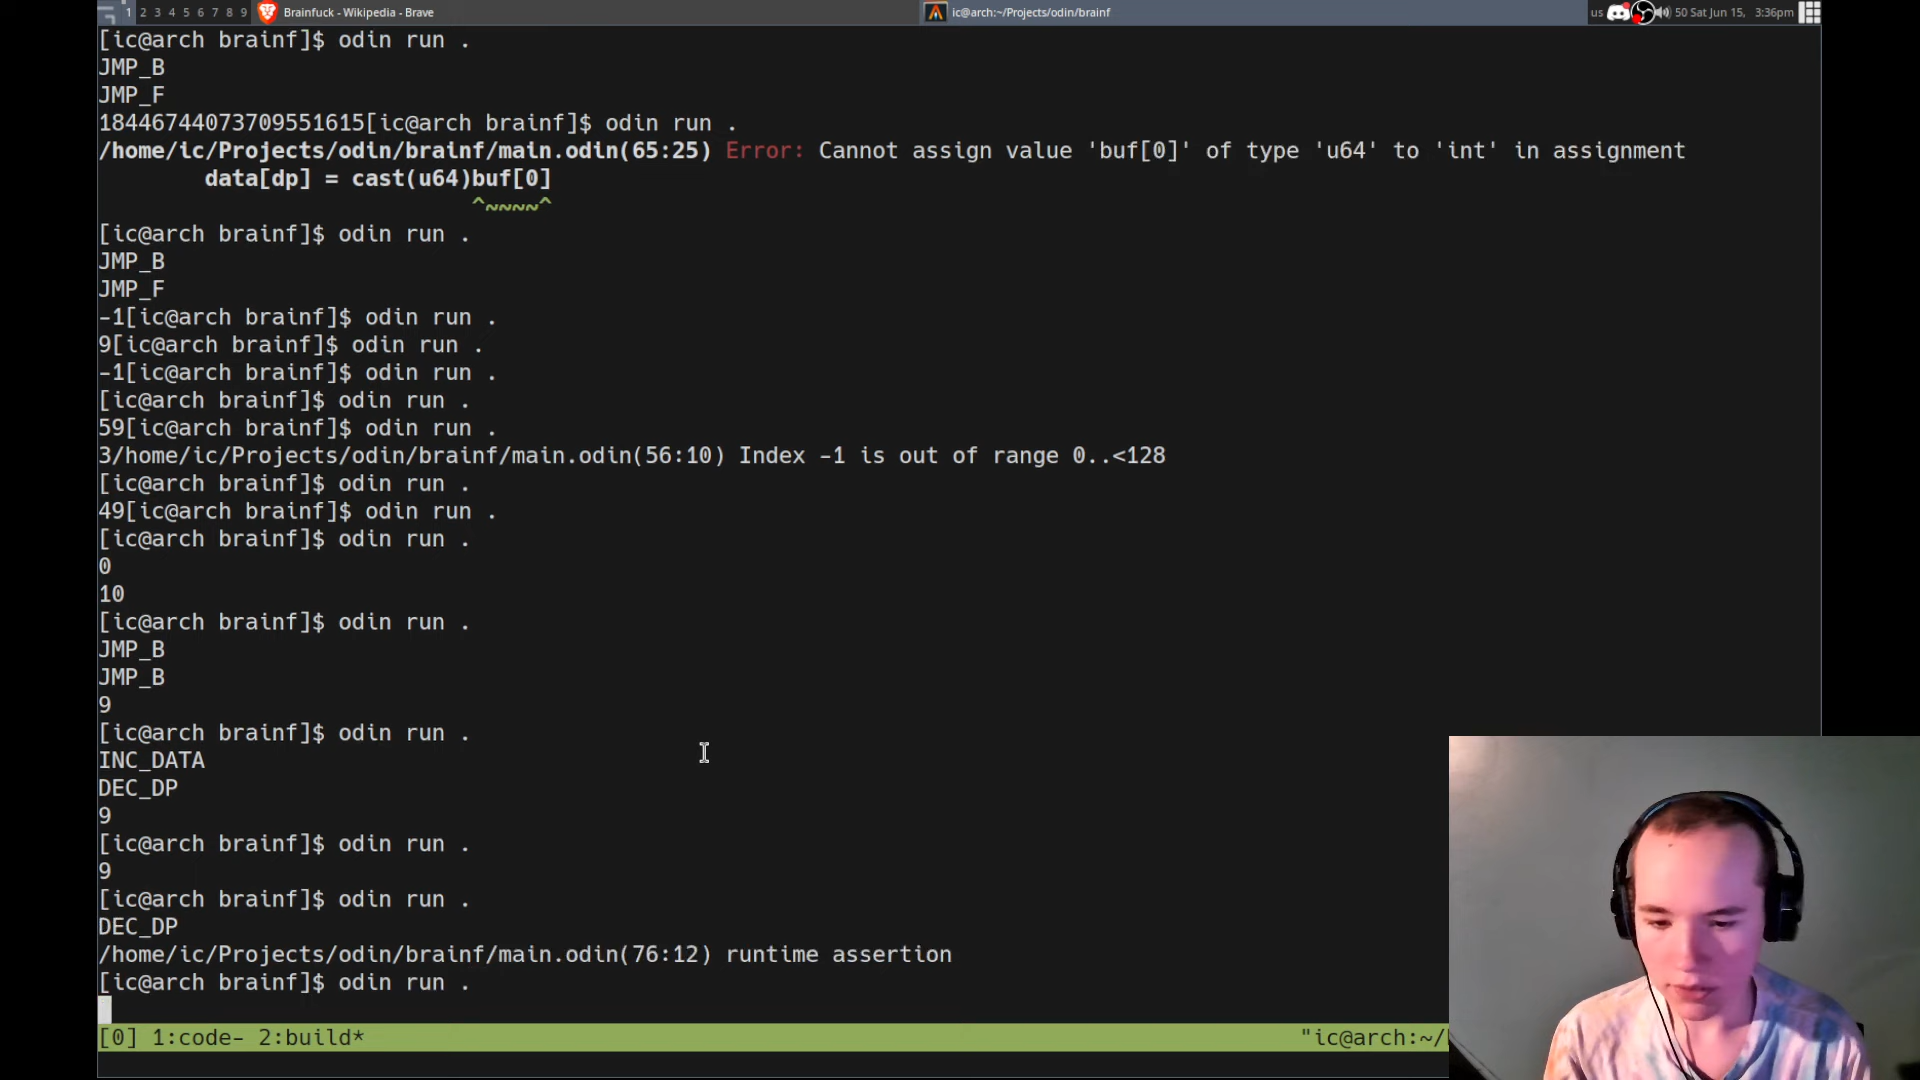 1 2 3 4 5 6 7 8 9 Brainfuck - Wikipedia - Brave ic@arch:~/Projects/odin/brainf us 50 Sat Jun 15, 3:36pm
[ic@arch brainf]$ odin run .
JMP_B
JMP_F
18446744073709551615[ic@arch brainf]$ odin run .
/home/ic/Projects/odin/brainf/main.odin(65:25) Error: Cannot assign value 'buf[0]' of type 'u64' to 'int' in assignment
data[dp] = cast(u64)buf[0]
^~~~~^
[ic@arch brainf]$ odin run .
JMP_B
JMP_F
-1[ic@arch brainf]$ odin run .
9[ic@arch brainf]$ odin run .
-1[ic@arch brainf]$ odin run .
[ic@arch brainf]$ odin run .
59[ic@arch brainf]$ odin run .
3/home/ic/Projects/odin/brainf/main.odin(56:10) Index -1 is out of range 0..<128
[ic@arch brainf]$ odin run .
49[ic@arch brainf]$ odin run .
[ic@arch brainf]$ odin run .
0
10
[ic@arch brainf]$ odin run .
JMP_B
JMP_B
9
[ic@arch brainf]$ odin run .
INC_DATA
DEC_DP
9
[ic@arch brainf]$ odin run .
9
[ic@arch brainf]$ odin run .
DEC_DP
/home/ic/Projects/odin/brainf/main.odin(76:12) runtime assertion
[ic@arch brainf]$ odin run .
[0] 1:code- 2:build* "ic@arch:~/